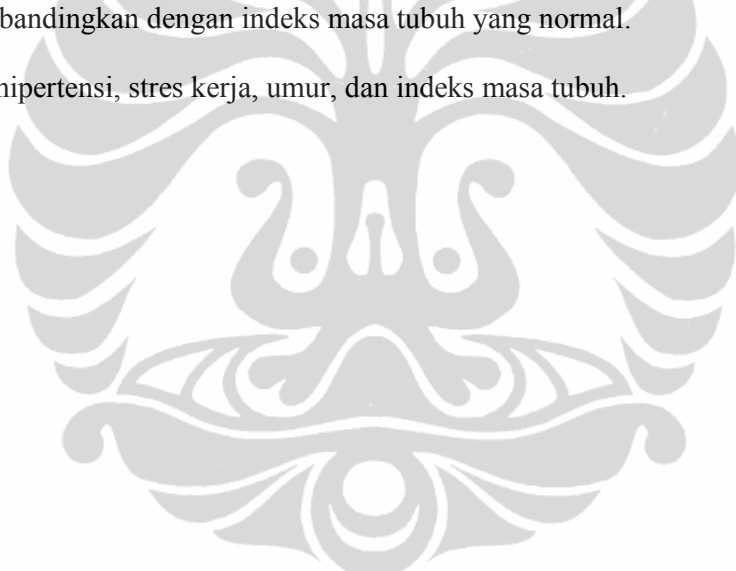 bandingkan dengan indeks masa tubuh yang normal.
hipertensi, stres kerja, umur, dan indeks masa tubuh.